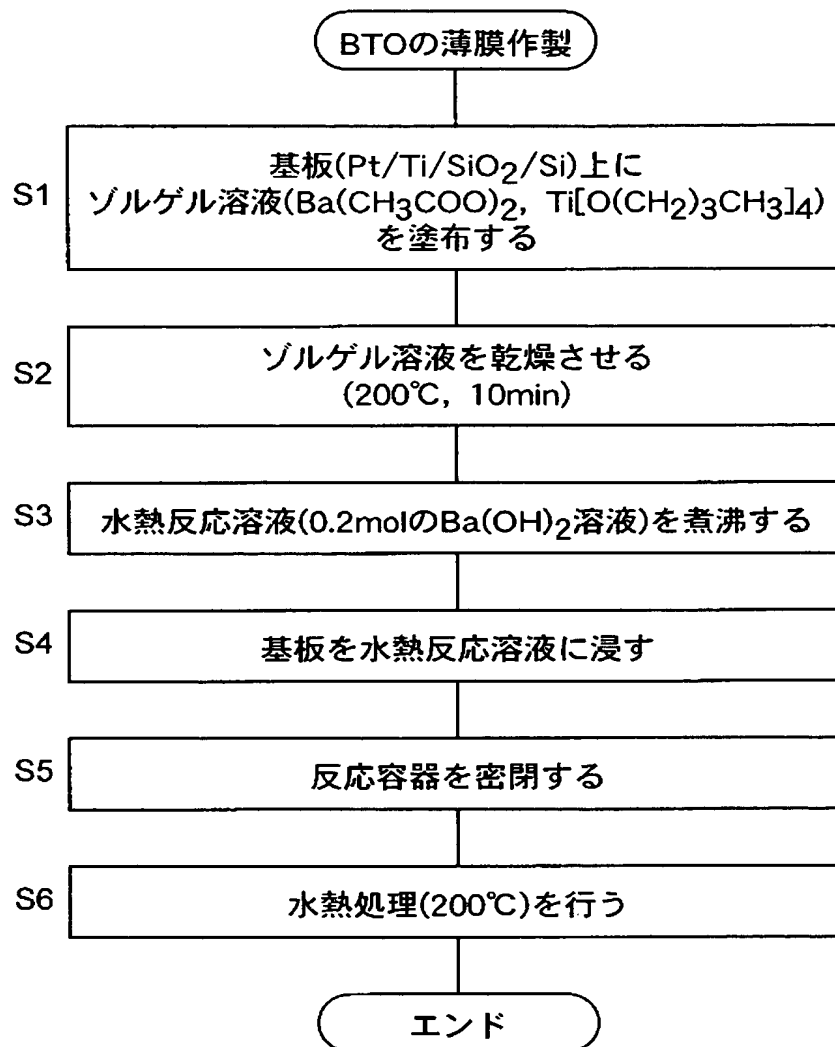 BTOの薄膜作製
S1
基板(Pt/Ti/SiO2/Si)上に
ゾルゲル溶液(Ba(CH3COO)2, Ti[O(CH2)3CH3]4)
を塗布する
S2
ゾルゲル溶液を乾燥させる
(200℃, 10min)
S3
水熱反応溶液(0.2molのBa(OH)2溶液)を煮沸する
S4
基板を水熱反応溶液に浸す
S5
反応容器を密閉する
S6
水熱処理(200℃)を行う
エンド